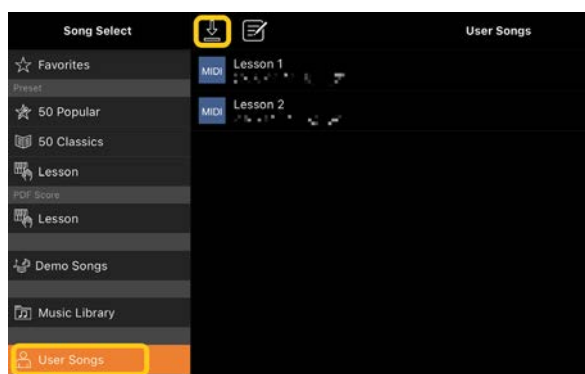 Song Select
User Songs
Favorites
Preset
50 Popular
50 Classics
Lesson
PDF Score
Lesson
Demo Songs
Music Library
User Songs
MIDI Lesson 1
MIDI Lesson 2